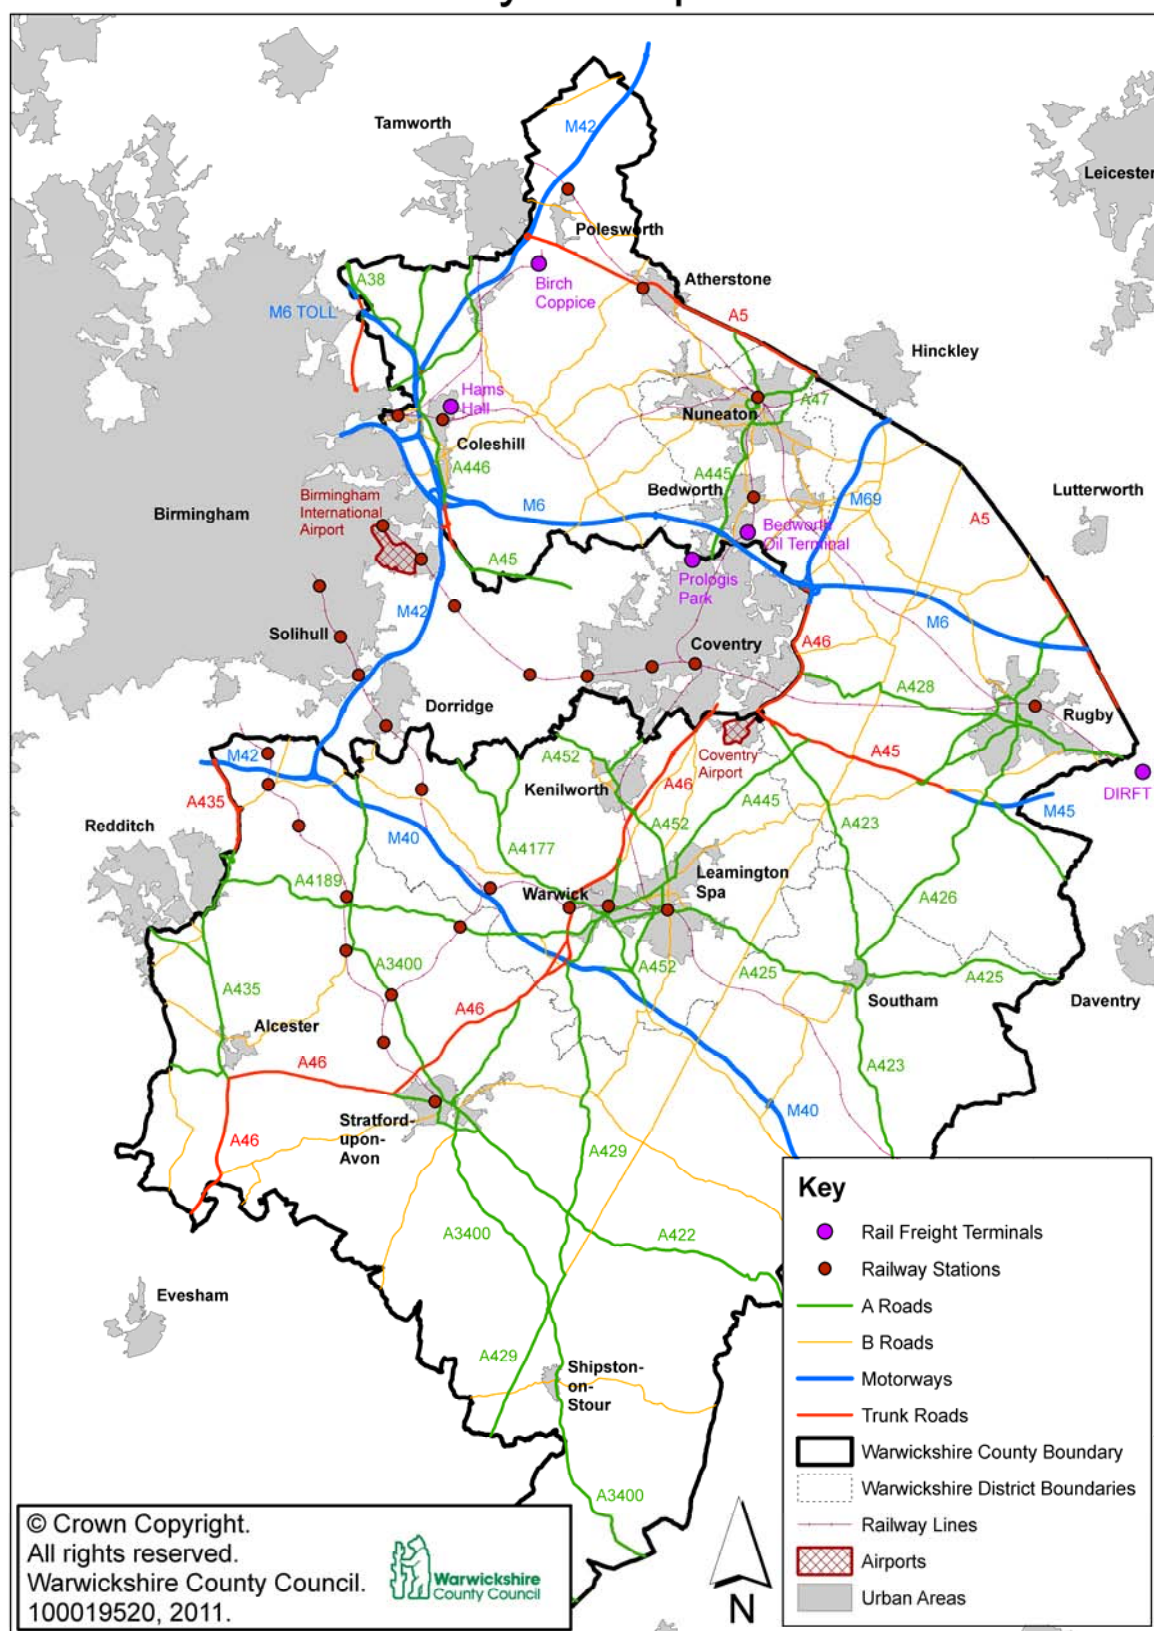 M42
Tamworth
Leicester
Polesworth
A38
Birch
Coppice
Atherstone
M6 TOLL
A5
Hinckley
Hams
Hall
A47
Nuneaton
Coleshill
A446
A445
Bedworth
M69
Lutterworth
Birmingham
International
Airport
Birmingham
M6
A5
Bedworth
Oil Terminal
A45
Prologis
Park
M42
M6
Solihull
A46
Coventry
A428
Dorridge
Rugby
M42
A452
Coventry
Airport
A45
A46
DIRFT
A435
Kenilworth
A445
M45
Redditch
M40
A452
A423
A4177
A4189
Leamington
Spa
Warwick
A426
A3400
A452
A425
A425
A435
Southam
Daventry
A46
Alcester
A46
A423
M40
Stratford-
upon-
Avon
A46
A429
A3400
A422
Evesham
A429
Shipston-
on-
Stour
A3400
Key
Rail Freight Terminals
Railway Stations
A Roads
B Roads
Motorways
Trunk Roads
Warwickshire County Boundary
Warwickshire District Boundaries
Railway Lines
Airports
Urban Areas
N
© Crown Copyright.
All rights reserved.
Warwickshire County Council.
100019520, 2011.
Warwickshire
County Council